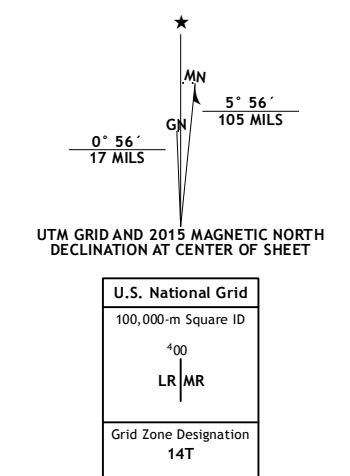 ★
MN
GN
5° 56´
105 MILS
0° 56´
17 MILS
UTM GRID AND 2015 MAGNETIC NORTH
DECLINATION AT CENTER OF SHEET
U.S. National Grid
100,000-m Square ID
⁴00
LR MR
Grid Zone Designation
14T